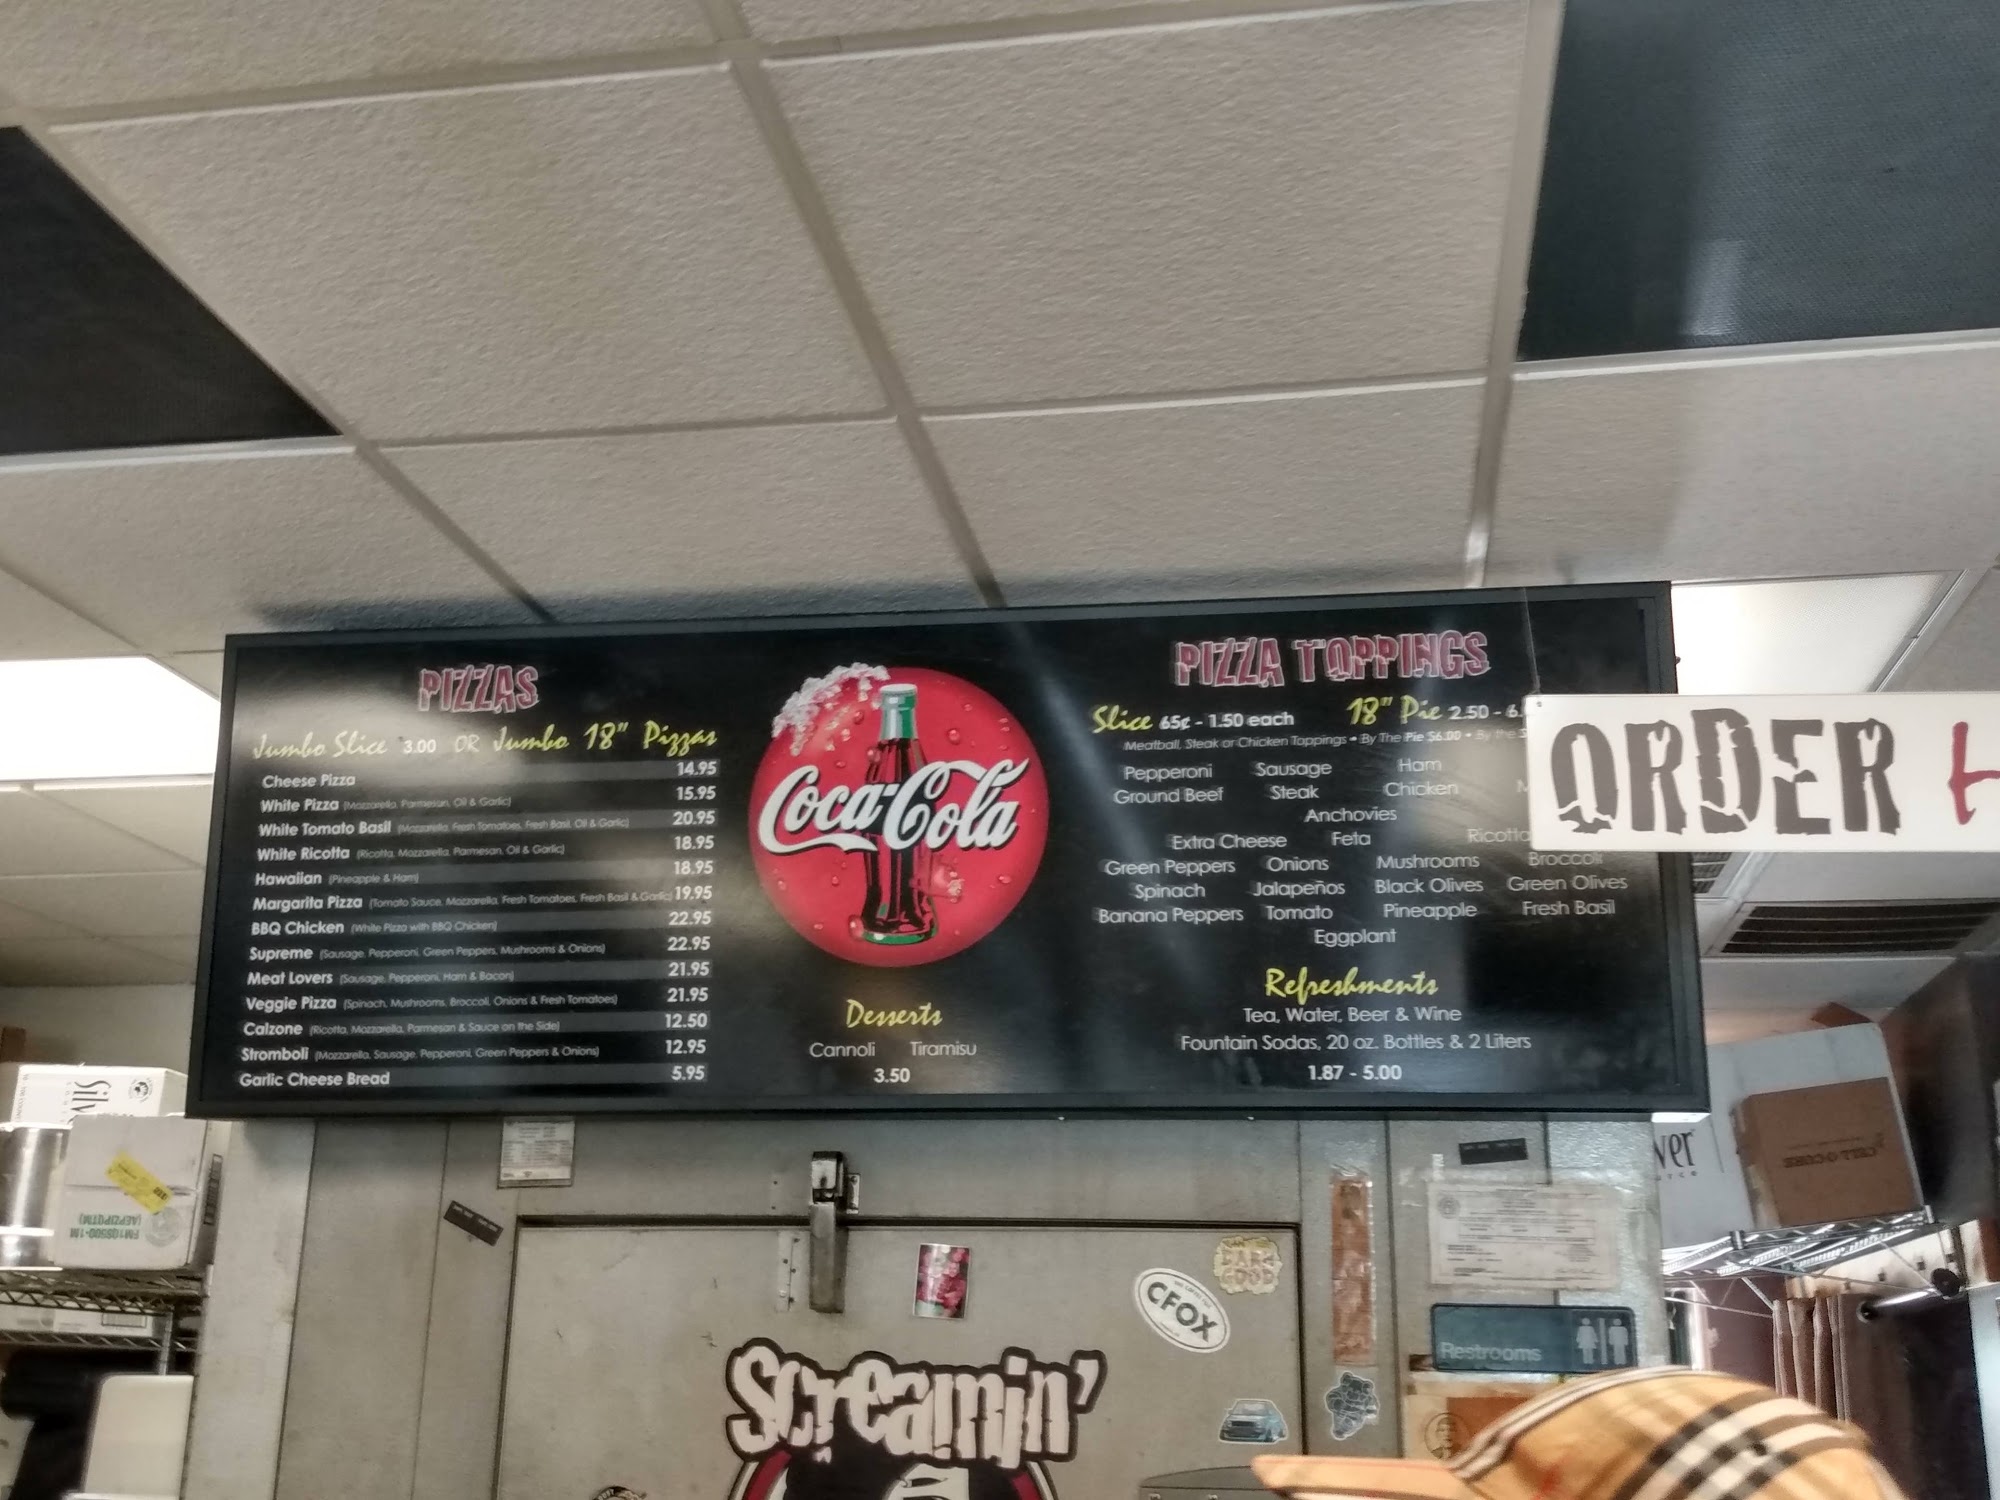 PIZZAS
Jumbo Slice 3.00 OR Jumbo 18" Pizzas
Cheese Pizza 14.95
White Pizza (Mozzarella, Parmesan, Oil & Garlic) 15.95
White Tomato Basil (Mozzarella, Fresh Tomatoes, Fresh Basil, Oil & Garlic) 20.95
White Ricotta (Ricotta, Mozzarella, Parmesan, Oil & Garlic) 18.95
Hawaiian (Pineapple & Ham) 18.95
Margarita Pizza (Tomato Sauce, Mozzarella, Fresh Tomatoes, Fresh Basil & Garlic) 19.95
BBQ Chicken (White Pizza with BBQ Chicken) 22.95
Supreme (Sausage, Pepperoni, Green Peppers, Mushrooms & Onions) 22.95
Meat Lovers (Sausage, Pepperoni, Ham & Bacon) 21.95
Veggie Pizza (Spinach, Mushrooms, Broccoli, Onions & Fresh Tomatoes) 21.95
Calzone (Ricotta, Mozzarella, Parmesan & Sauce on the Side) 12.50
Stromboli (Mozzarella, Sausage, Pepperoni, Green Peppers & Onions) 12.95
Garlic Cheese Bread 5.95
Coca-Cola
Desserts
Cannoli Tiramisu
3.50
PIZZA TOPPINGS
Slice 65¢ - 1.50 each 18" Pie 2.50 - 6.
Meatball, Steak or Chicken Toppings • By The Pie $6.00 • By the
Pepperoni Sausage Ham
Ground Beef Steak Chicken M
Anchovies
Extra Cheese Feta Ricotta
Green Peppers Onions Mushrooms Broccoli
Spinach Jalapeños Black Olives Green Olives
Banana Peppers Tomato Pineapple Fresh Basil
Eggplant
Refreshments
Tea, Water, Beer & Wine
Fountain Sodas, 20 oz. Bottles & 2 Liters
1.87 - 5.00
ORDER H
Silv
FM108500-1M
(AEPZIPQTM)
ver
CFOX
DARK
GOOD
Restrooms
Screamin'